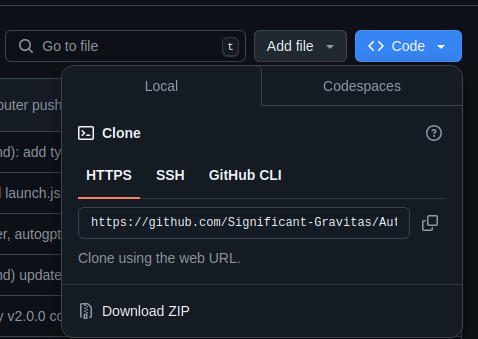 Go to file
t
Add file
Code
Local
Codespaces
outer push
Clone
nd): add ty
HTTPS
SSH
GitHub CLI
l launch.js
https://github.com/Significant-Gravitas/Aut
er, autogpt
Clone using the web URL.
nd) update
y v2.0.0 co
Download ZIP